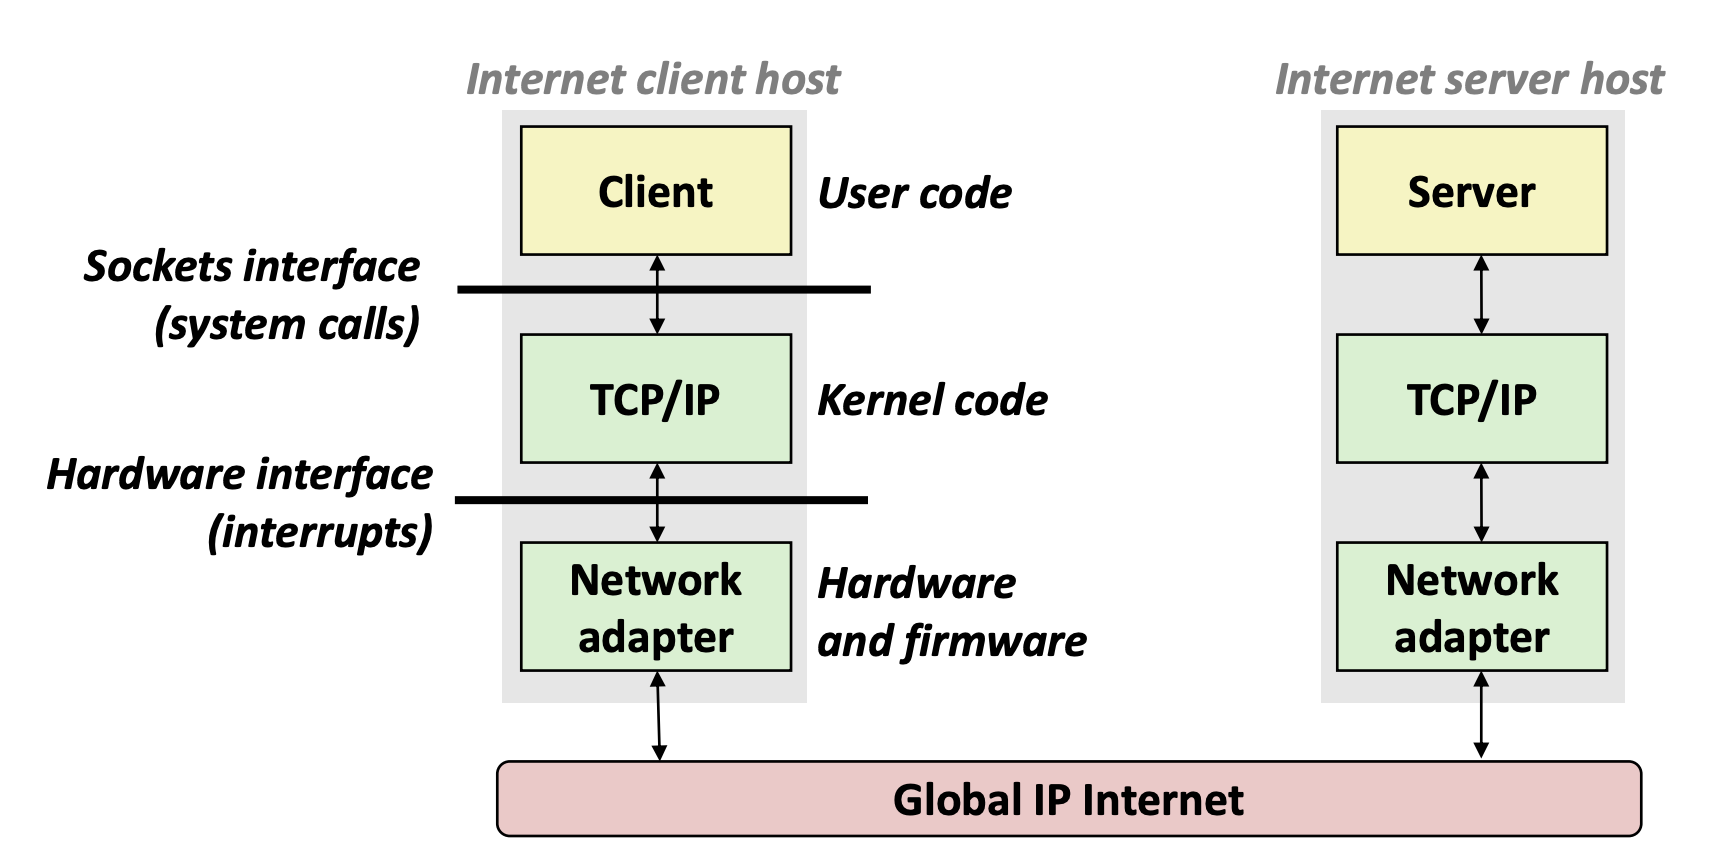 Internet client host
Internet server host
Client
User code
Server
Sockets interface
(system calls)
TCP/IP
Kernel code
TCP/IP
Hardware interface
(interrupts)
Network
adapter
Hardware
and firmware
Network
adapter
Global IP Internet